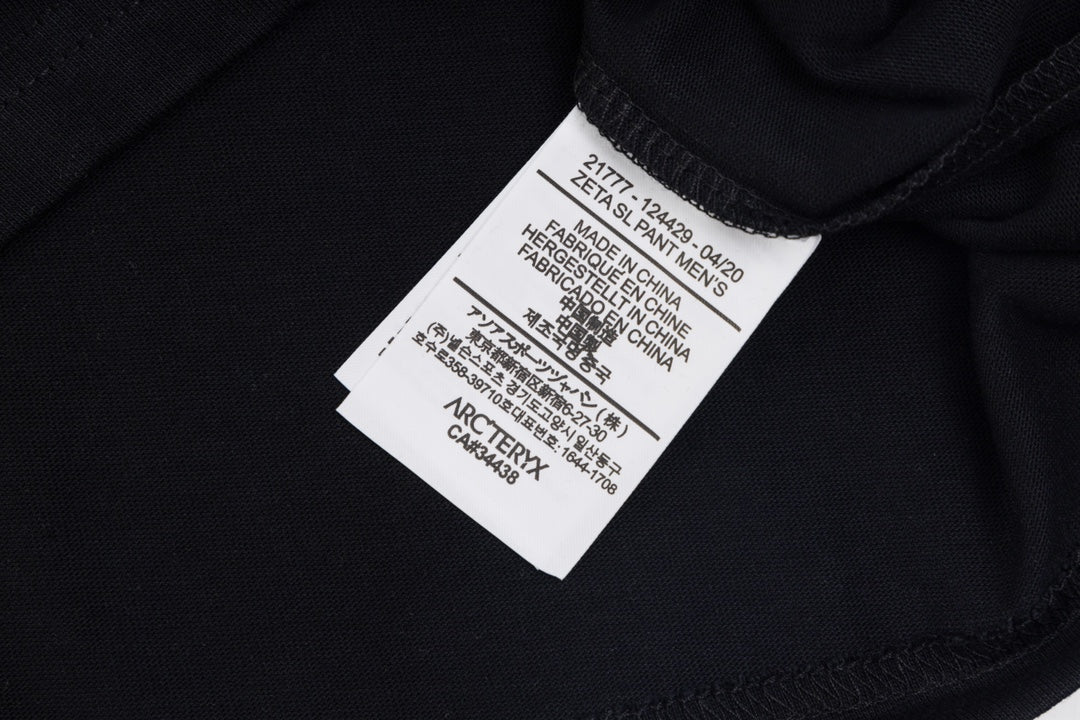 21777 - 124429 - 04/20
ZETA SL PANT MEN'S
MADE IN CHINA
FABRIQUE EN CHINE
HERGESTELLT IN CHINA
FABRICADO EN CHINA
中国制造
中国製
제조국명:중국
アソアスポーツジャパン (株)
東京都新宿区新宿6-27-30
(주)넬슨스포츠 경기도고양시 일산동구
호수로358-39710호대표번호: 1644-1708
ARC'TERYX
CA#34438